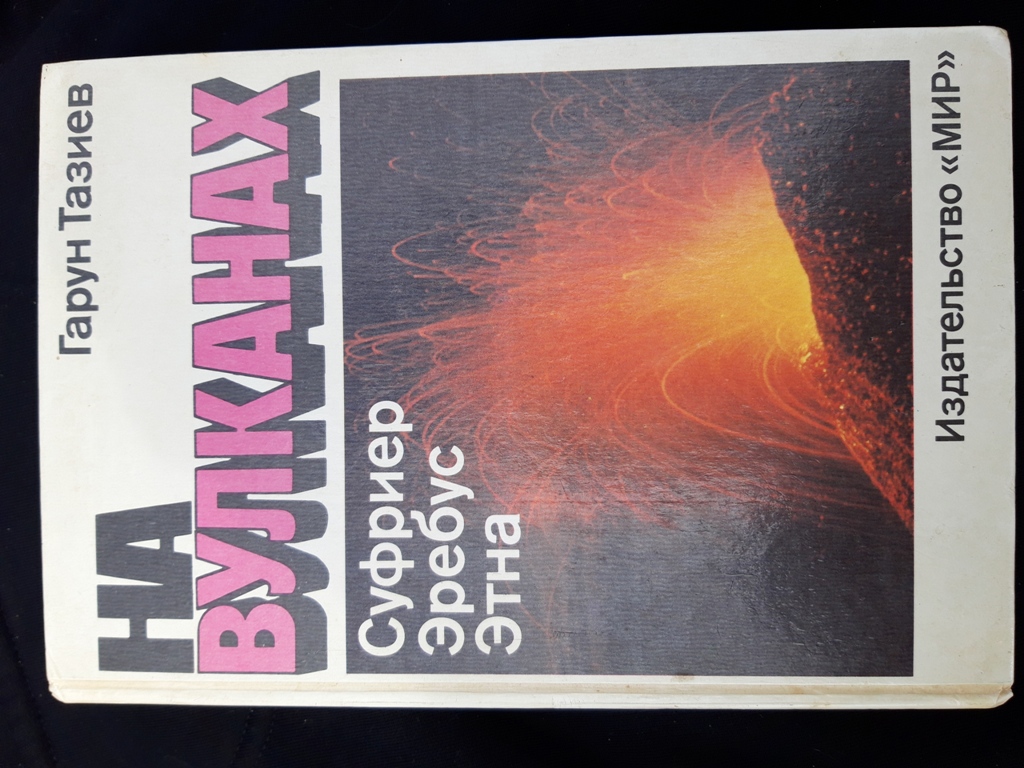 Гарун Тазиев
НА
ВУЛКАНАХ
Суфриер
Эребус
Этна
Издательство «МИР»